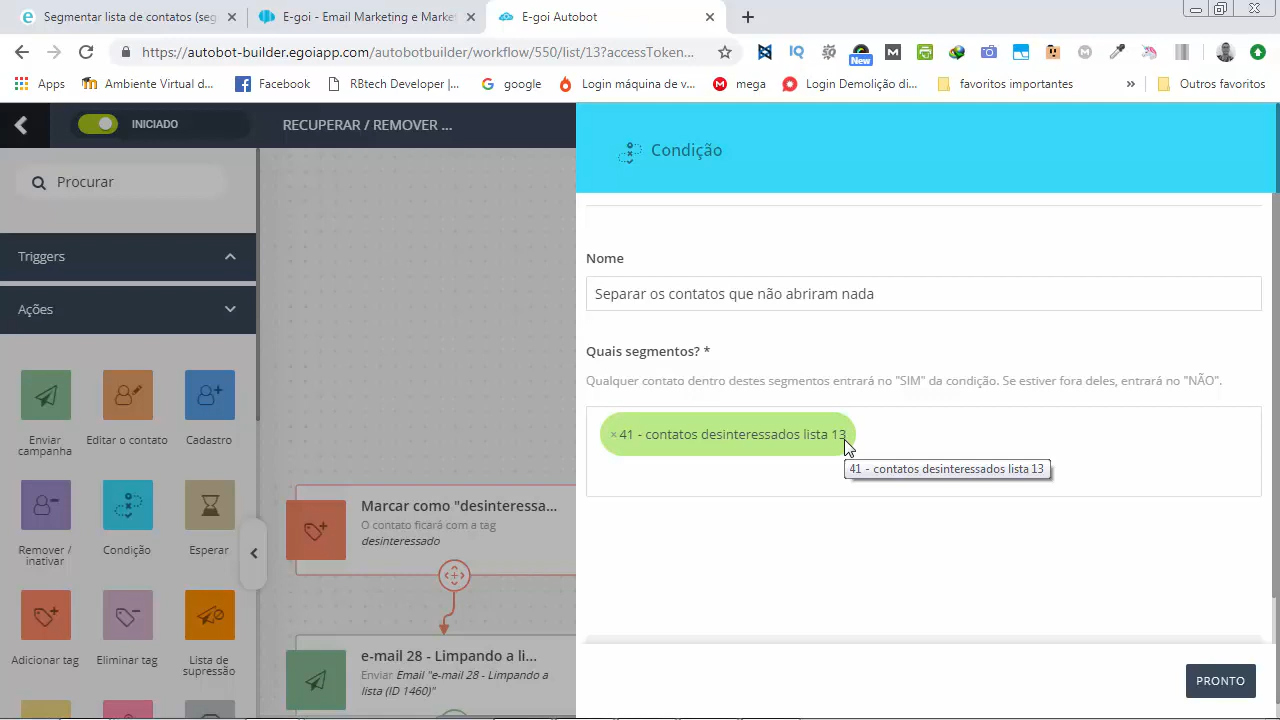 Segmentar lista de contatos (seg
E-goi - Email Marketing e Marke
E-goi Autobot
https://autobot-builder.egoiapp.com/autobotbuilder/workflow/550/list/13?accessToken...
New
Apps
Ambiente Virtual d...
Facebook
RBtech Developer |...
google
Login máquina de v...
mega
Login Demolição di...
favoritos importantes
»
Outros favoritos
INICIADO
RECUPERAR / REMOVER ...
Condição
Procurar
Triggers
Ações
Enviar campanha
Editar o contato
Cadastro
Remover / inativar
Condição
Esperar
Adicionar tag
Eliminar tag
Lista de supressão
Marcar como "desinteressa...
O contato ficará com a tag
desinteressado
e-mail 28 - Limpando a li...
Enviar Email "e-mail 28 - Limpando a
lista (ID 1460)"
Nome
Separar os contatos que não abriram nada
Quais segmentos? *
Qualquer contato dentro destes segmentos entrará no "SIM" da condição. Se estiver fora deles, entrará no "NÃO".
×41 - contatos desinteressados lista 13
41 - contatos desinteressados lista 13
PRONTO